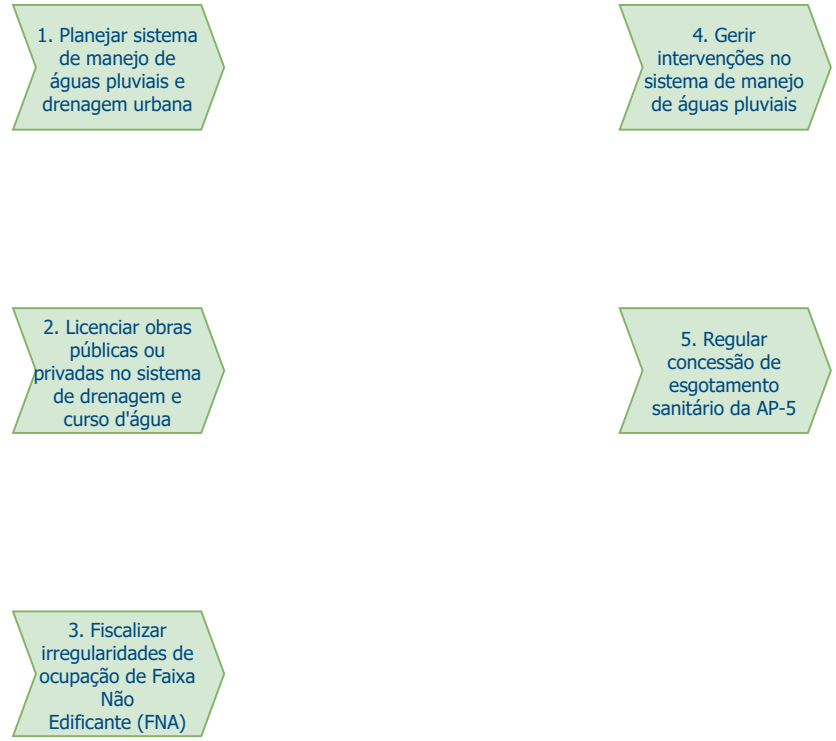 1. Planejar sistema
de manejo de
águas pluviais e
drenagem urbana
2. Licenciar obras
públicas ou
privadas no sistema
de drenagem e
curso d'água
3. Fiscalizar
irregularidades de
ocupação de Faixa
Não
Edificante (FNA)
4. Gerir
intervenções no
sistema de manejo
de águas pluviais
5. Regular
concessão de
esgotamento
sanitário da AP-5